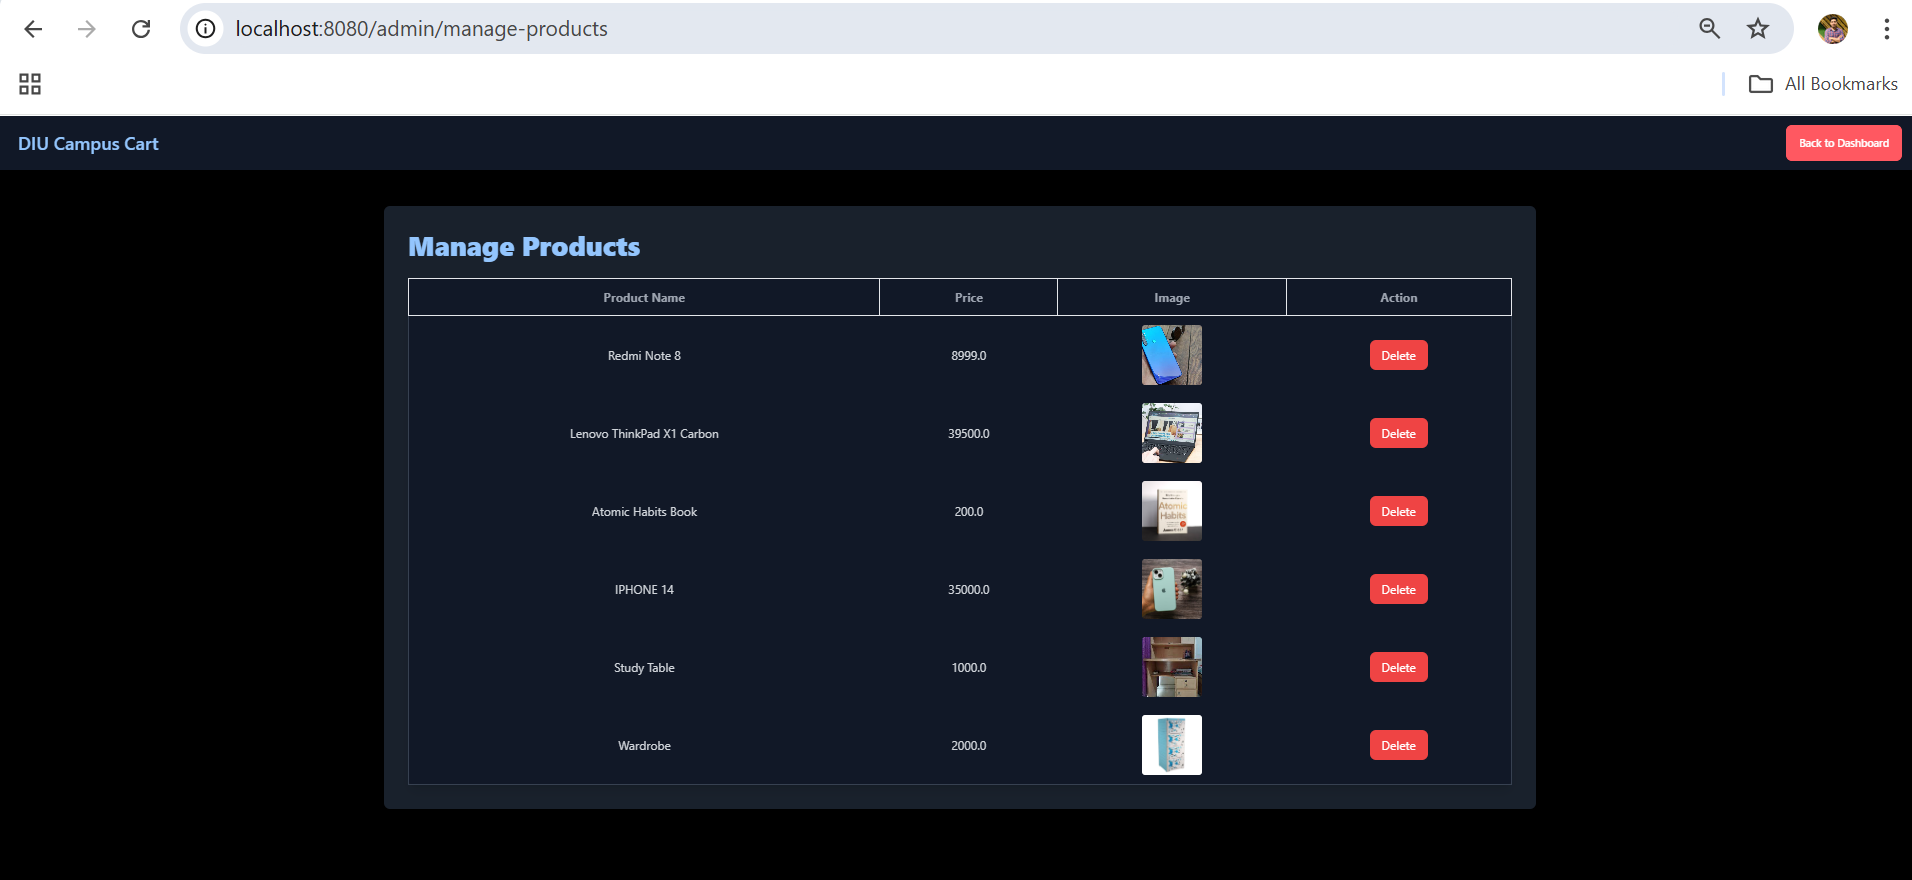 localhost:8080/admin/manage-products
All Bookmarks
DIU Campus Cart
Back to Dashboard
Manage Products
Product Name Price Image Action
Redmi Note 8 8999.0 Delete
Lenovo ThinkPad X1 Carbon 39500.0 Delete
Atomic Habits Book 200.0 Delete
Atomic
Habits
IPHONE 14 35000.0 Delete
Study Table 1000.0 Delete
Wardrobe 2000.0 Delete